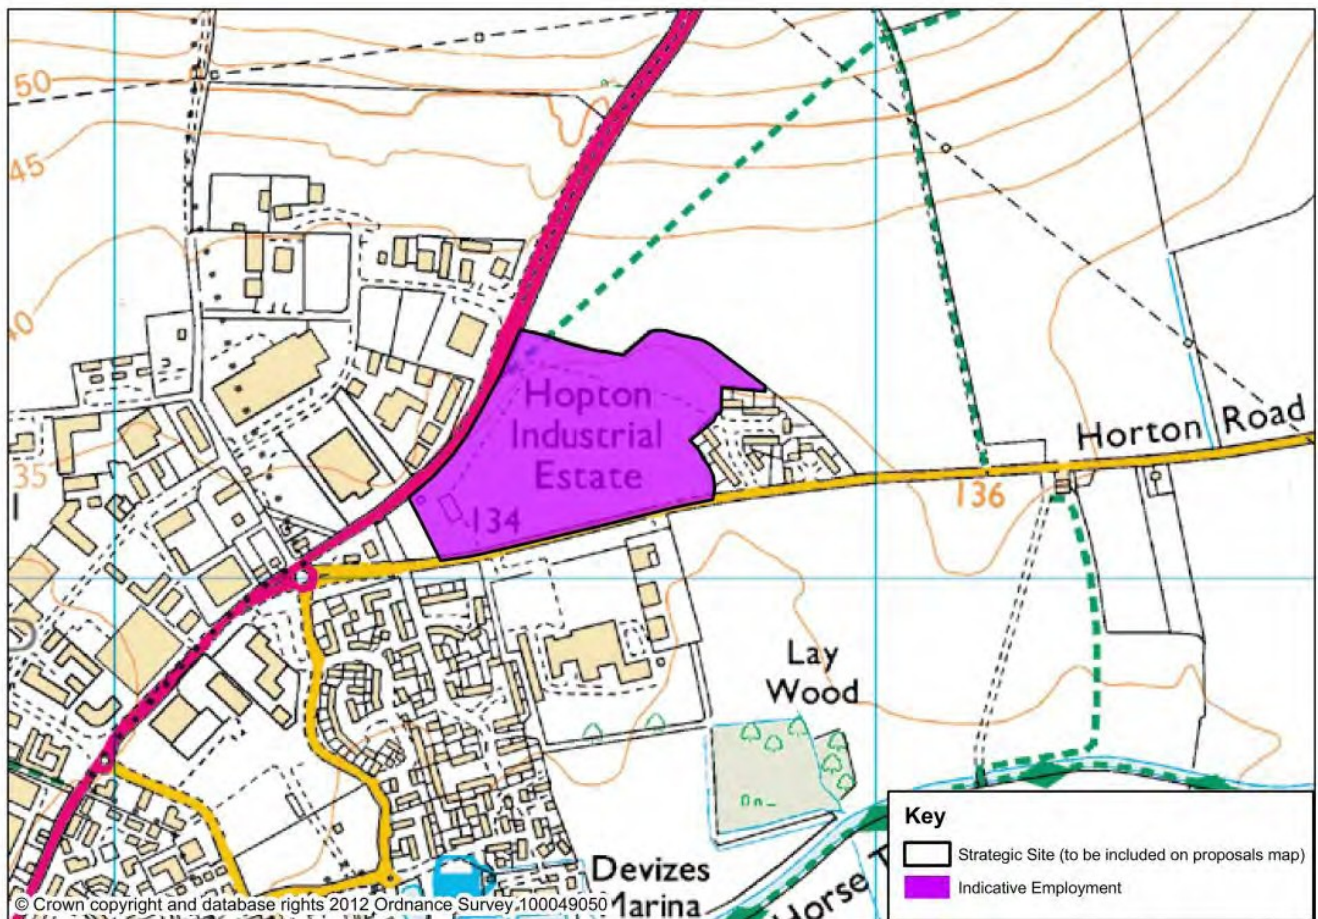 50
45
40
Hopton
Industrial
Estate
Horton Road
35
134
136
Lay
Wood
Key
Strategic Site (to be included on proposals map)
Indicative Employment
Devizes
Marina
Horse
© Crown copyright and database rights 2012 Ordnance Survey 100049050